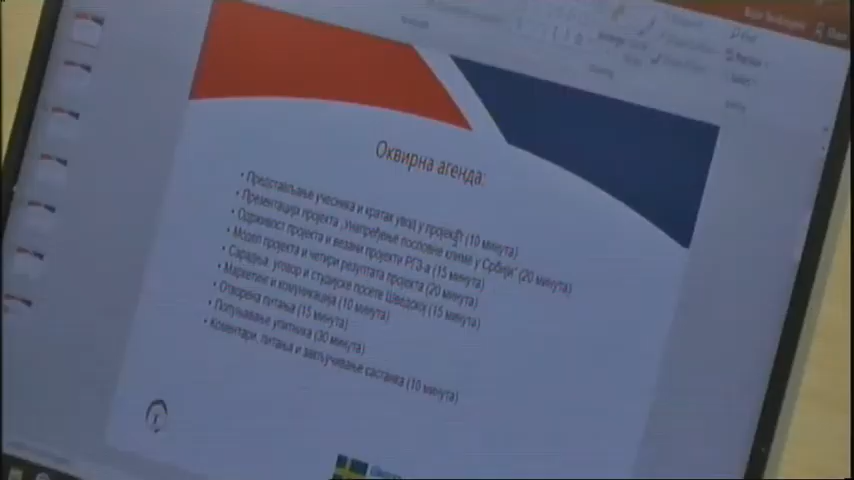 Оквирна агенда:
• Представљање учесника и кратак увод у пројекат (10 минута)
• Презентација пројекта „Унапређење пословне климе у Србији“ (20 минута)
• Одрживост пројекта и везани пројекти РГЗ-а (15 минута)
• Модел пројекта и четири резултата пројекта (20 минута)
• Сарадња, уговор и студијске посете Шведској (15 минута)
• Маркетинг и комуникација (10 минута)
• Отворена питања (15 минута)
• Попуњавање упитника (30 минута)
• Коментари, питања и закључивање састанка (10 минута)